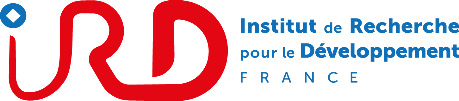 iRD
Institut de Recherche
pour le Développement
FRANCE